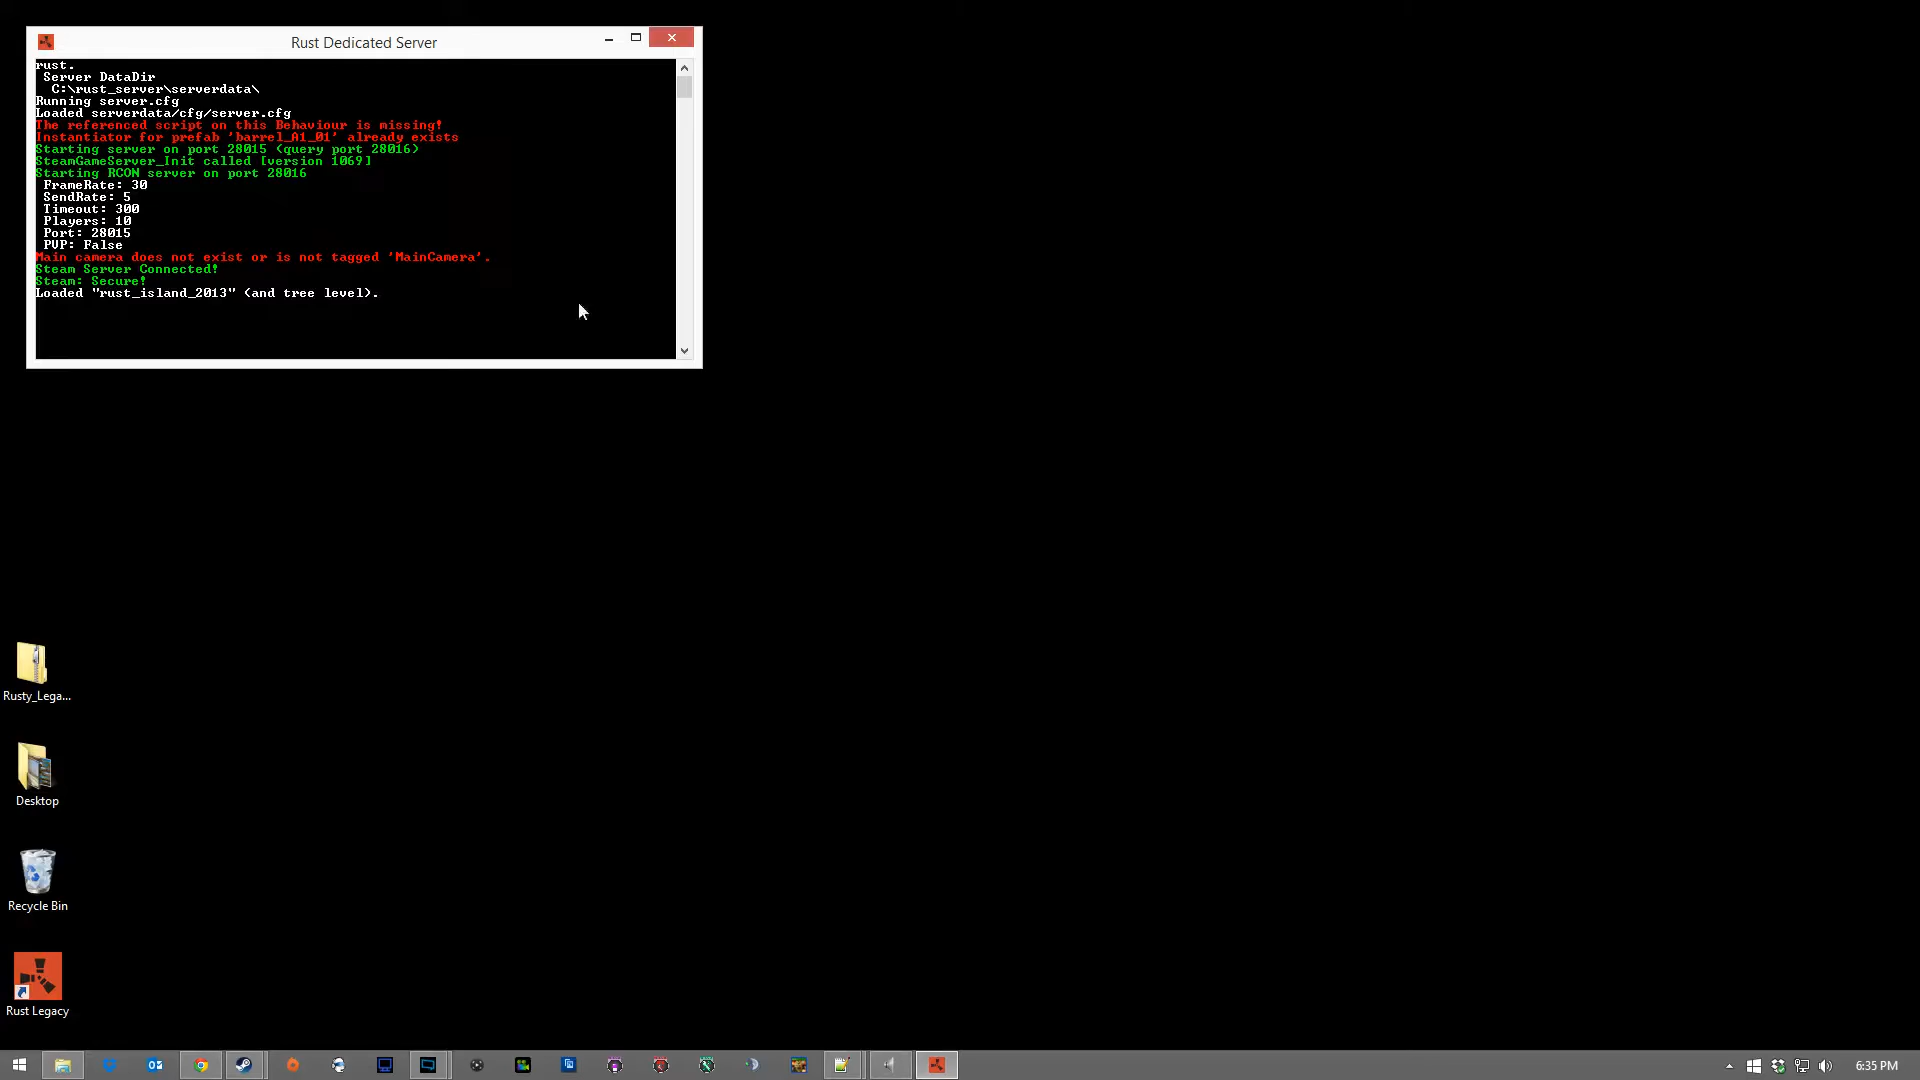 Rust Dedicated Server
rust.
Server DataDir
C:\rust_server\serverdata\
Running server.cfg
Loaded serverdata/cfg/server.cfg
The referenced script on this Behaviour is missing!
Instantiator for prefab 'barrel_A1_01' already exists
Starting server on port 28015 (query port 28016)
SteamGameServer_Init called [version 1069]
Starting RCON server on port 28016
FrameRate: 30
SendRate: 5
Timeout: 300
Players: 10
Port: 28015
PVP: False
Main camera does not exist or is not tagged 'MainCamera'.
Steam Server Connected!
Steam: Secure!
Loaded "rust_island_2013" (and tree level).
Rusty_Lega...
Desktop
Recycle Bin
Rust Legacy
6:35 PM